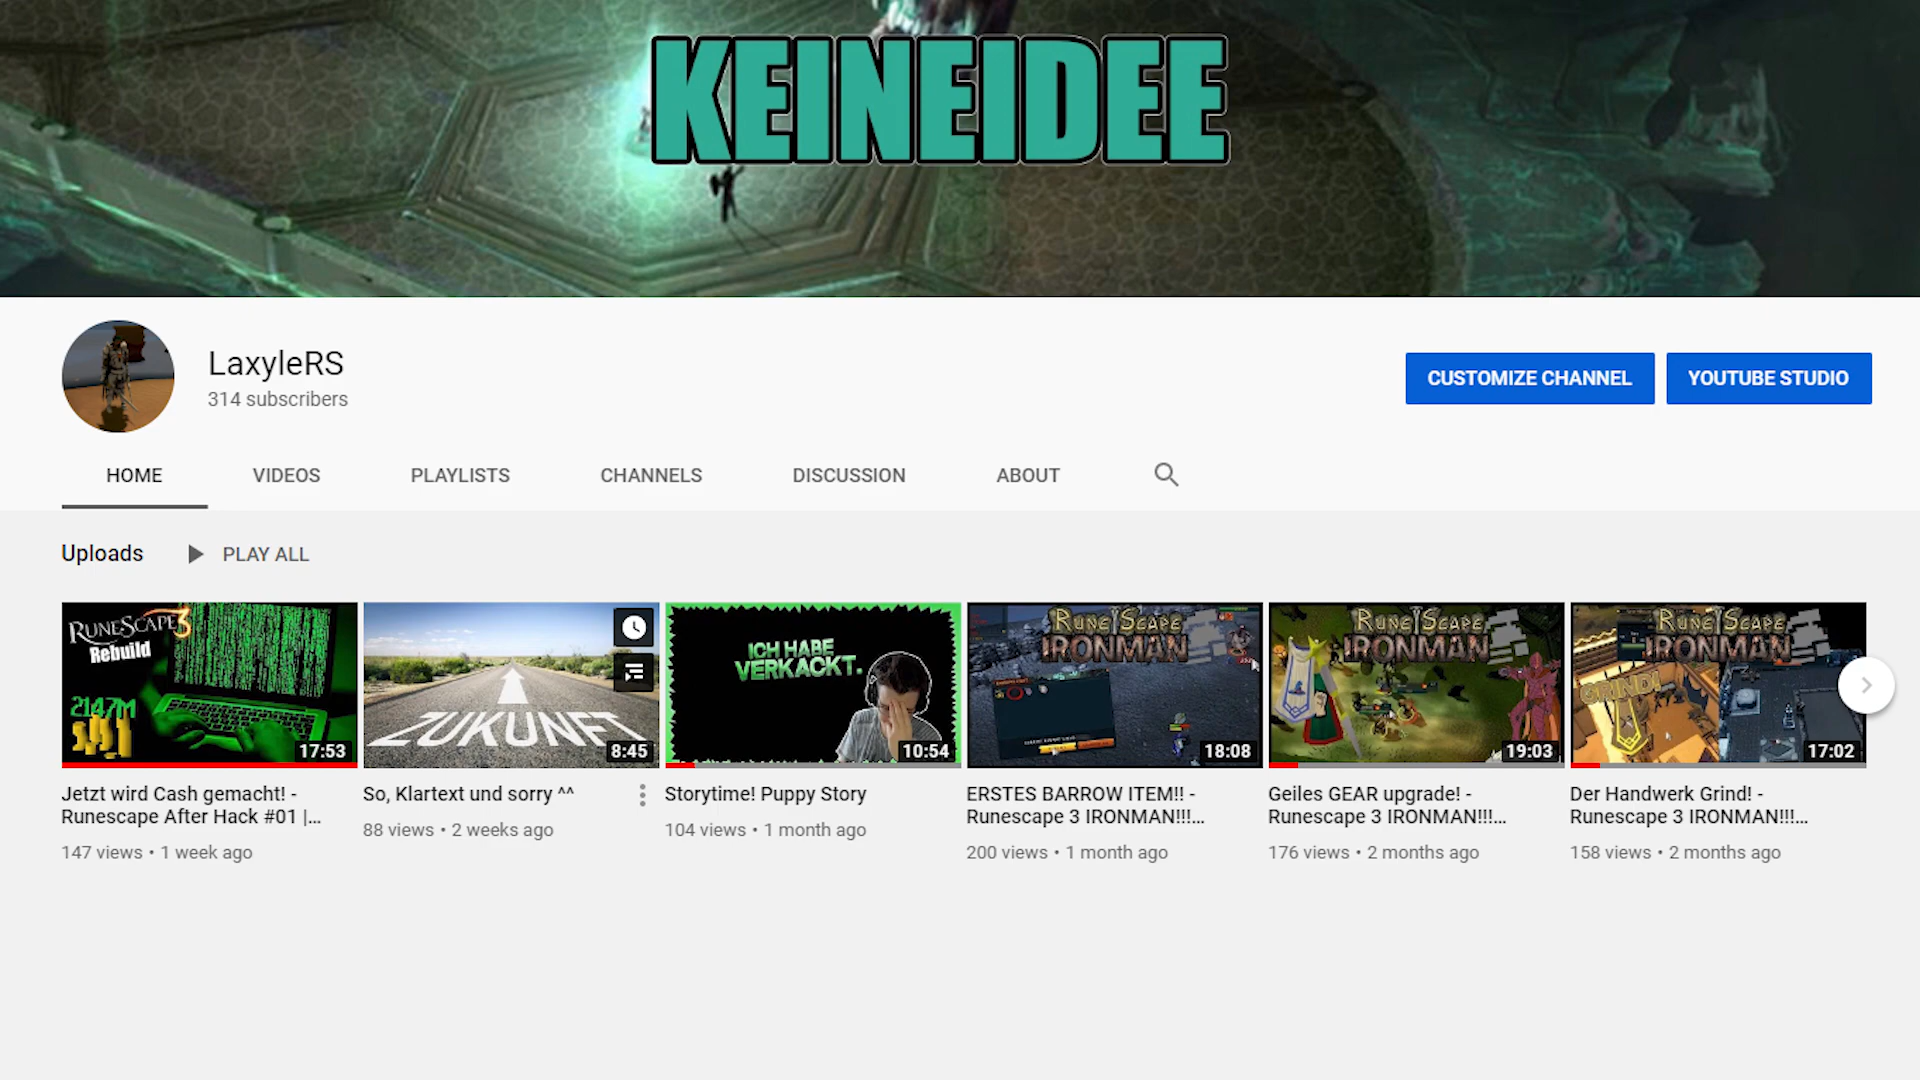 KEINEIDEE
LaxyleRS
314 subscribers
CUSTOMIZE CHANNEL
YOUTUBE STUDIO
HOME
VIDEOS
PLAYLISTS
CHANNELS
DISCUSSION
ABOUT
Uploads
PLAY ALL
RUNESCAPE 3
Rebuild
2147M
17:53
Jetzt wird Cash gemacht! -
Runescape After Hack #01 |...
147 views • 1 week ago
ZUKUNFT
8:45
So, Klartext und sorry ^^
88 views • 2 weeks ago
ICH HABE
VERKACKT.
10:54
Storytime! Puppy Story
104 views • 1 month ago
RUNESCAPE
IRONMAN
18:08
ERSTES BARROW ITEM!! -
Runescape 3 IRONMAN!!!...
200 views • 1 month ago
RUNESCAPE
IRONMAN
19:03
Geiles GEAR upgrade! -
Runescape 3 IRONMAN!!!...
176 views • 2 months ago
RUNESCAPE
IRONMAN
GRIND!
17:02
Der Handwerk Grind! -
Runescape 3 IRONMAN!!!...
158 views • 2 months ago